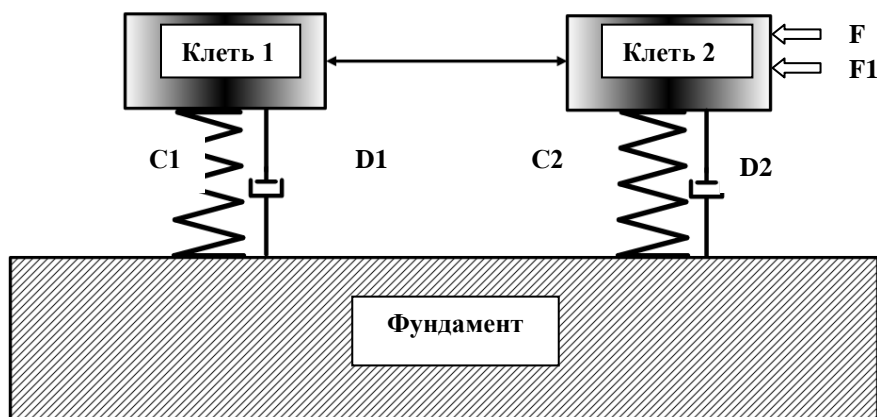 Клеть 1
Клеть 2
F
F1
C1
D1
C2
D2
Фундамент